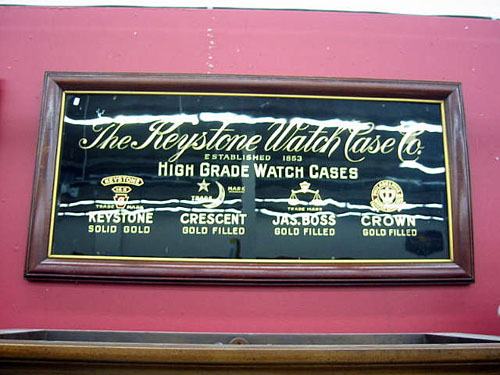 The Keystone Watch Case Co.
ESTABLISHED 1853
HIGH GRADE WATCH CASES
KEYSTONE
TRADE MARK
TRADE MARK
TRADE MARK
KEYSTONE CRESCENT JAS. BOSS CROWN
SOLID GOLD GOLD FILLED GOLD FILLED GOLD FILLED